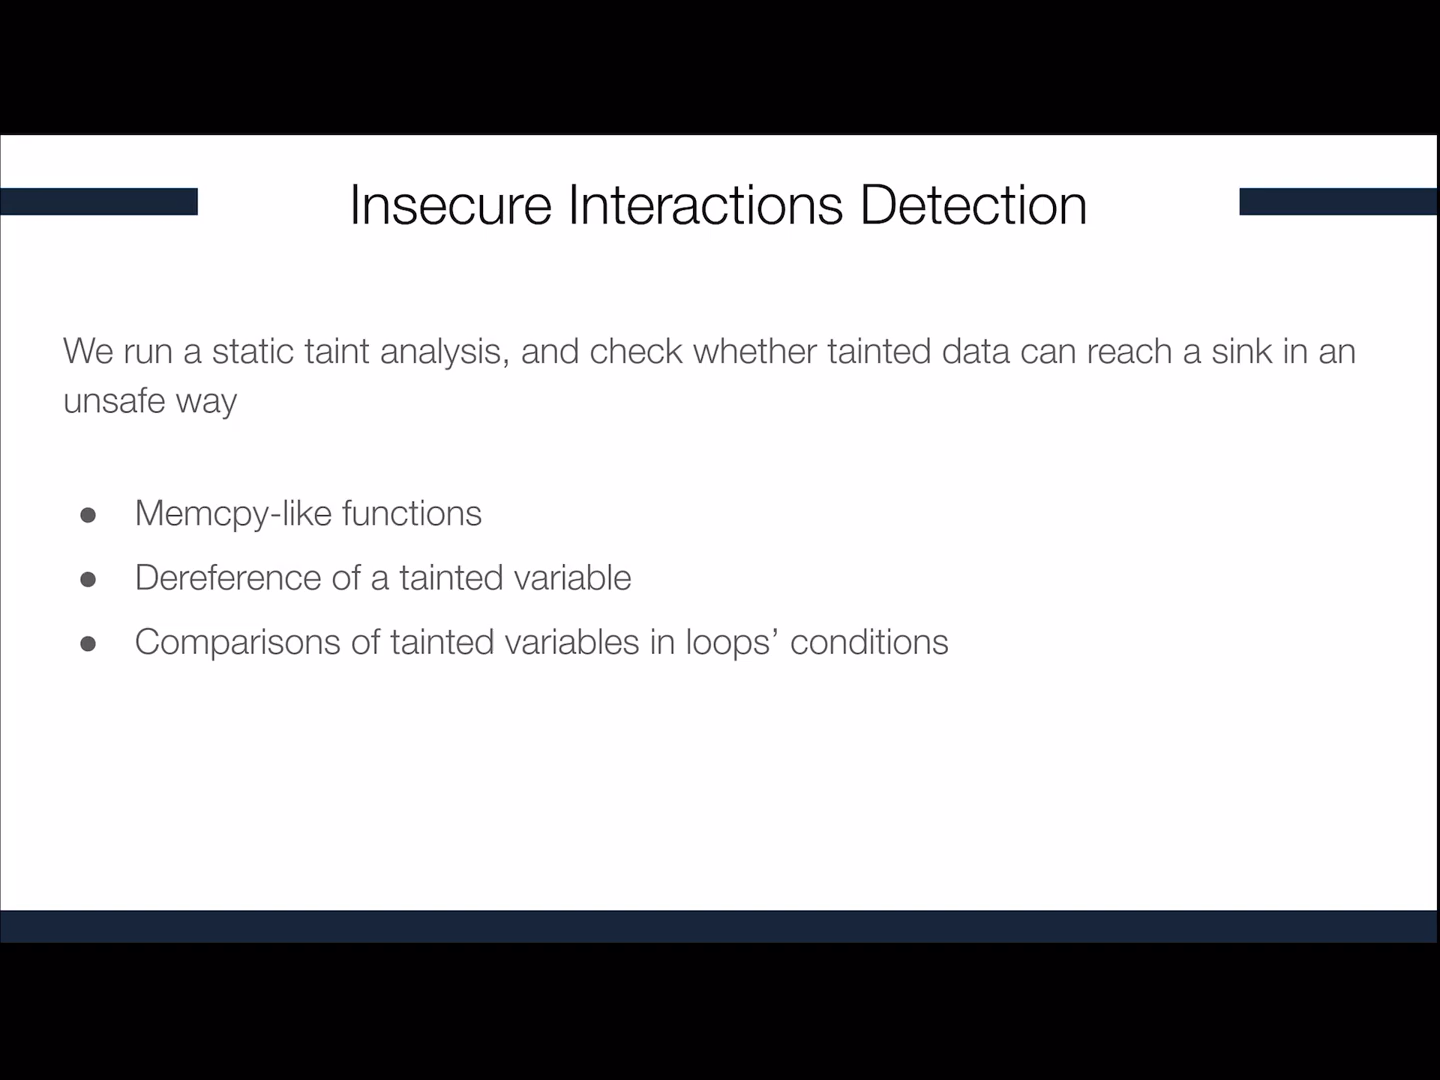 Insecure Interactions Detection
We run a static taint analysis, and check whether tainted data can reach a sink in an
unsafe way
● Memcpy-like functions
● Dereference of a tainted variable
● Comparisons of tainted variables in loops’ conditions